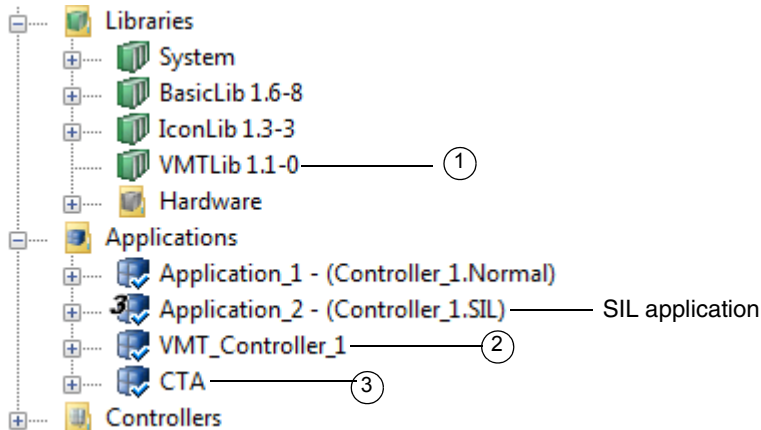 Libraries
System
BasicLib 1.6-8
IconLib 1.3-3
VMTLib 1.1-0 1
Hardware
Applications
Application_1 - (Controller_1.Normal)
3 Application_2 - (Controller_1.SIL) SIL application
VMT_Controller_1 2
CTA 3
Controllers